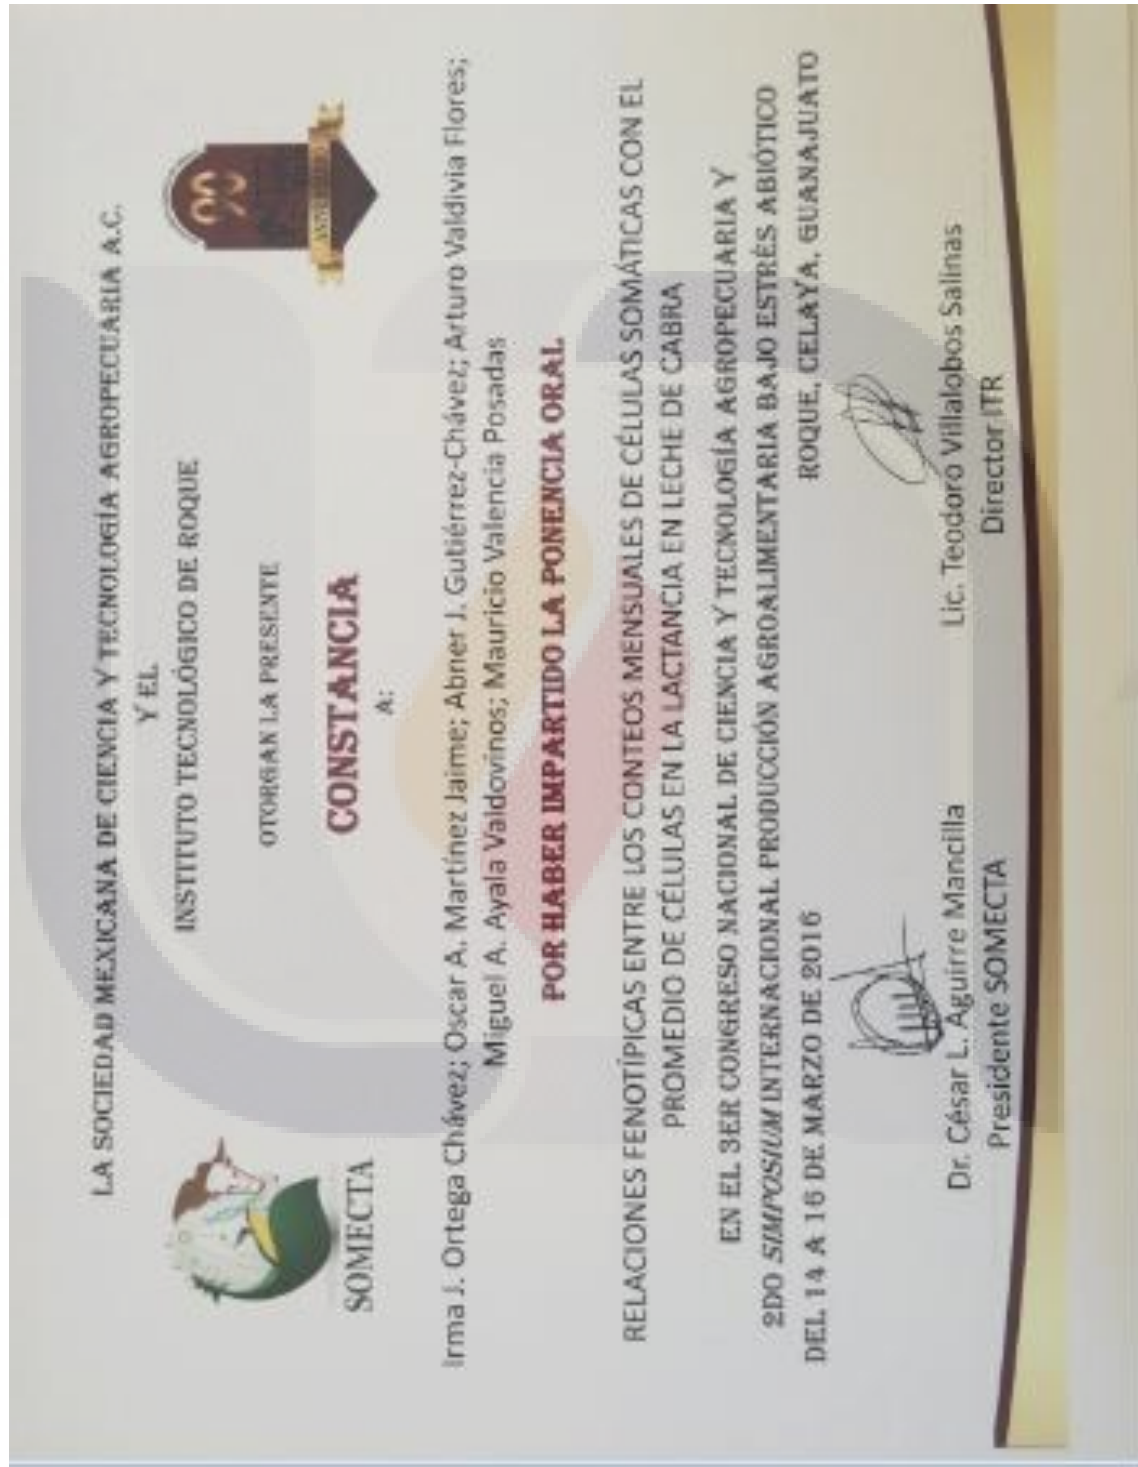 LA SOCIEDAD MEXICANA DE CIENCIA Y TECNOLOGÍA AGROPECUARIA A.C.
Y EL
INSTITUTO TECNOLÓGICO DE ROQUE
90
ANIVERSARIO
SOMECTA
OTORGAN LA PRESENTE
CONSTANCIA
A:
Irma J. Ortega Chávez; Oscar A. Martínez Jaime; Abner J. Gutiérrez-Chávez; Arturo Valdivia Flores;
Miguel A. Ayala Valdovinos; Mauricio Valencia Posadas
POR HABER IMPARTIDO LA PONENCIA ORAL
RELACIONES FENOTÍPICAS ENTRE LOS CONTEOS MENSUALES DE CÉLULAS SOMÁTICAS CON EL
PROMEDIO DE CÉLULAS EN LA LACTANCIA EN LECHE DE CABRA
EN EL 3ER CONGRESO NACIONAL DE CIENCIA Y TECNOLOGÍA AGROPECUARIA Y
2DO SIMPOSIUM INTERNACIONAL PRODUCCIÓN AGROALIMENTARIA BAJO ESTRÉS ABIÓTICO
DEL 14 A 16 DE MARZO DE 2016 ROQUE, CELAYA, GUANAJUATO
Dr. César L. Aguirre Mancilla Lic. Teodoro Villalobos Salinas
Presidente SOMECTA Director ITR